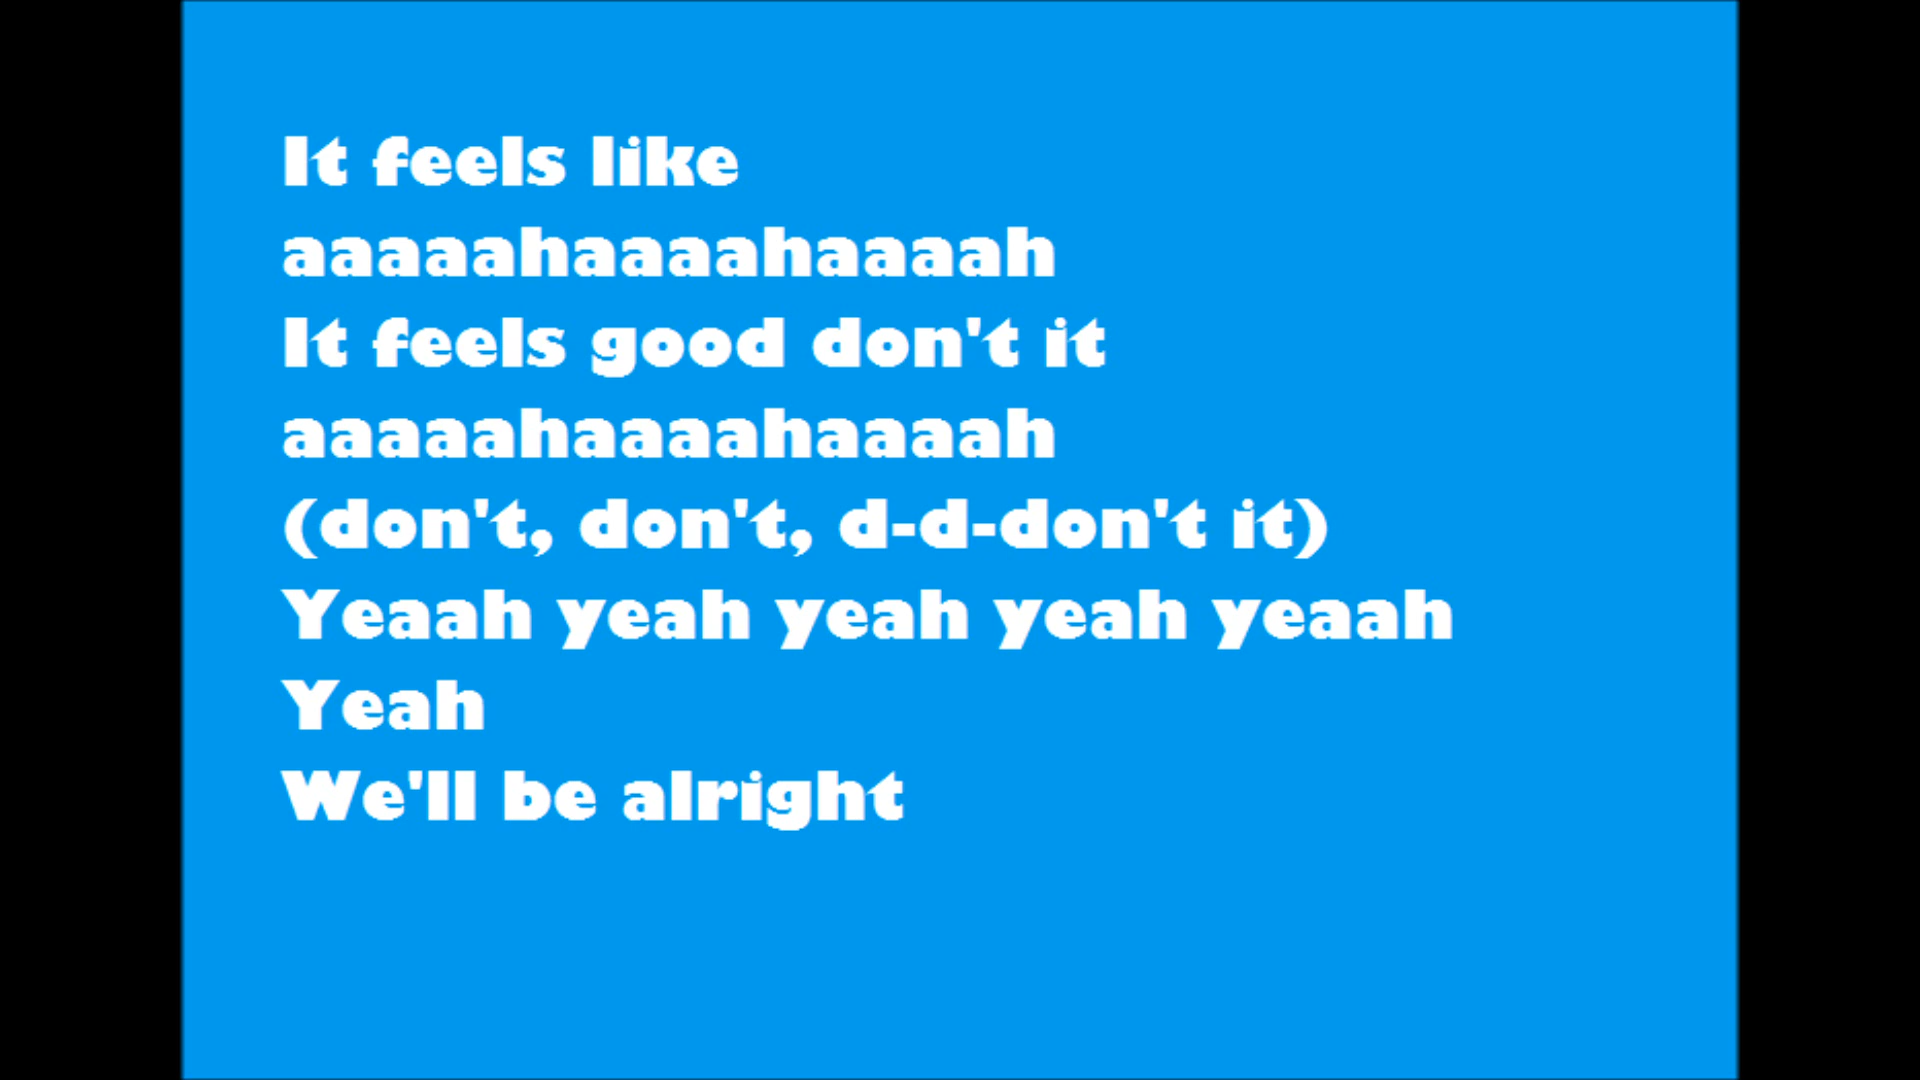 It feels like
aaaaahaaaahaaaah
It feels good don't it
aaaaahaaaahaaaah
(don't, don't, d-d-don't it)
Yeaah yeah yeah yeah yeaah
Yeah
We'll be alright